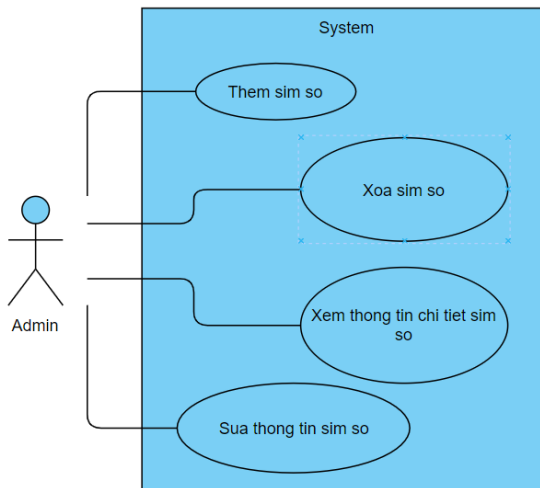 System
Them sim so
Xoa sim so
Xem thong tin chi tiet sim
so
Admin
Sua thong tin sim so